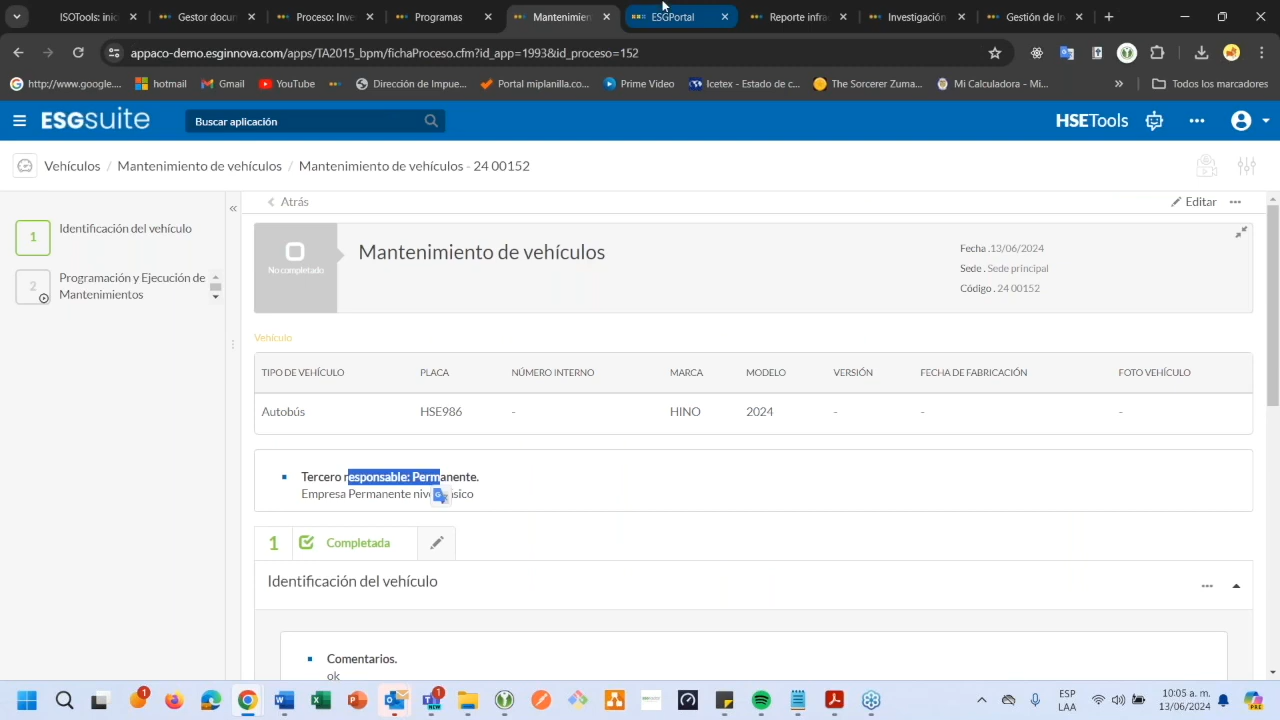 ISOTools: inic
Gestor docum
Proceso: Inve
Programas
Mantenimien
ESGPortal
Reporte infra
Investigación
Gestión de In
appaco-demo.esginnova.com/apps/TA2015_bpm/fichaProceso.cfm?id_app=1993&id_proceso=152
http://www.google....
hotmail
Gmail
YouTube
Dirección de Impue...
Portal miplanilla.co...
Prime Video
Icetex - Estado de c...
The Sorcerer Zuma...
Mi Calculadora - Mi...
»
Todos los marcadores
ESGsuite
Buscar aplicación
HSETools
Vehículos / Mantenimiento de vehículos / Mantenimiento de vehículos - 24 00152
1 Identificación del vehículo
2 Programación y Ejecución de
Mantenimientos
«
Atrás
Editar
No completado
Mantenimiento de vehículos
Fecha .13/06/2024
Sede . Sede principal
Código . 24 00152
Vehículo
TIPO DE VEHÍCULO PLACA NÚMERO INTERNO MARCA MODELO VERSIÓN FECHA DE FABRICACIÓN FOTO VEHÍCULO
Autobús HSE986 - HINO 2024 - - -
Tercero responsable: Permanente.
Empresa Permanente
1 Completada
Identificación del vehículo
Comentarios.
ok
1
1
ESP
LAA
10:05 a. m.
13/06/2024